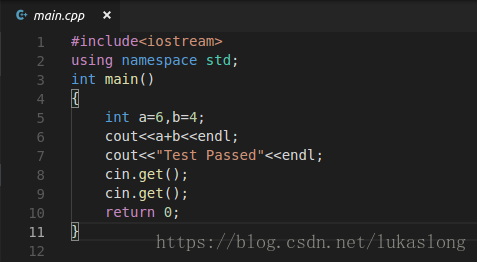 main.cpp ×
1 #include<iostream>
2 using namespace std;
3 int main()
4 {
5 int a=6,b=4;
6 cout<<a+b<<endl;
7 cout<<"Test Passed"<<endl;
8 cin.get();
9 cin.get();
10 return 0;
11 }
12
https://blog.csdn.net/lukaslong